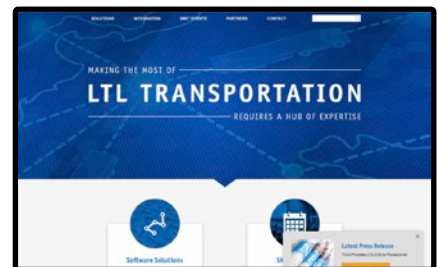 SOLUTIONS INTEGRATION SMC³ EVENTS PARTNERS CONTACT
MAKING THE MOST OF
LTL TRANSPORTATION
REQUIRES A HUB OF EXPERTISE
Software Solutions
Latest Press Release